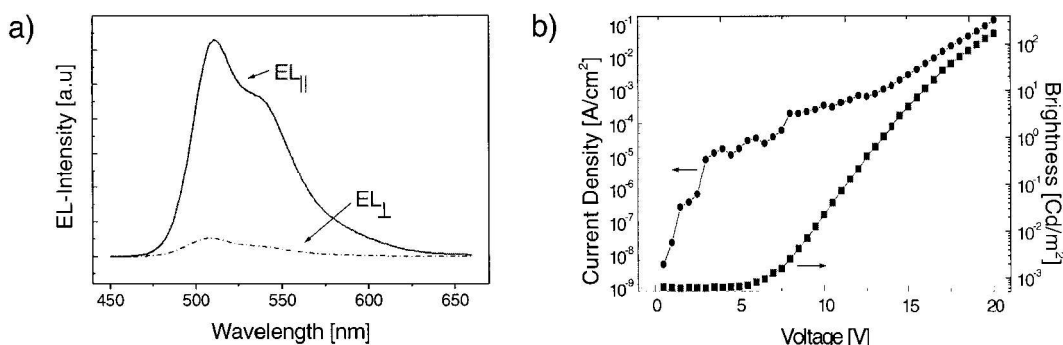 a)
EL-Intensity [a.u]
EL||
EL⊥
450 500 550 600 650
Wavelength [nm]
b)
Current Density [A/cm²]
10⁻¹
10⁻²
10⁻³
10⁻⁴
10⁻⁵
10⁻⁶
10⁻⁷
10⁻⁸
10⁻⁹
10²
10¹
10⁰
10⁻¹
10⁻²
10⁻³
Brightness [Cd/m²]
0 5 10 15 20
Voltage [V]